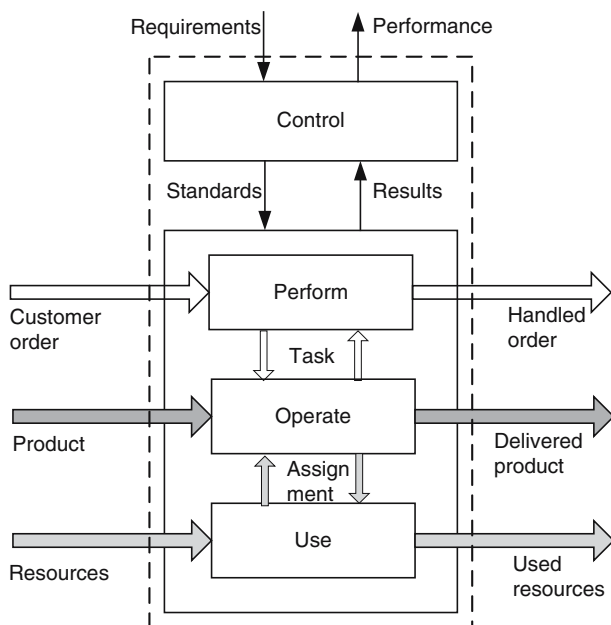 Requirements
Performance
Control
Standards
Results
Perform
Customer
order
Handled
order
Task
Operate
Product
Delivered
product
Assign
ment
Use
Resources
Used
resources